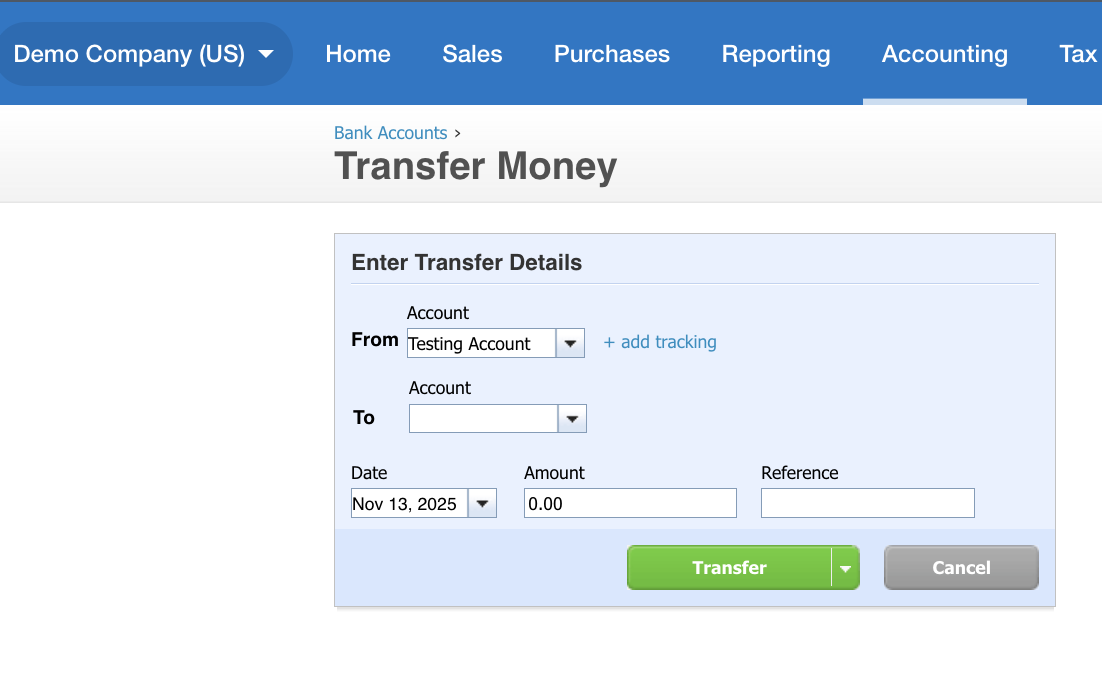 Demo Company (US) Home Sales Purchases Reporting Accounting Tax
Bank Accounts ›
Transfer Money
Enter Transfer Details
Account
From Testing Account + add tracking
Account
To
Date Amount Reference
Nov 13, 2025 0.00
Transfer Cancel